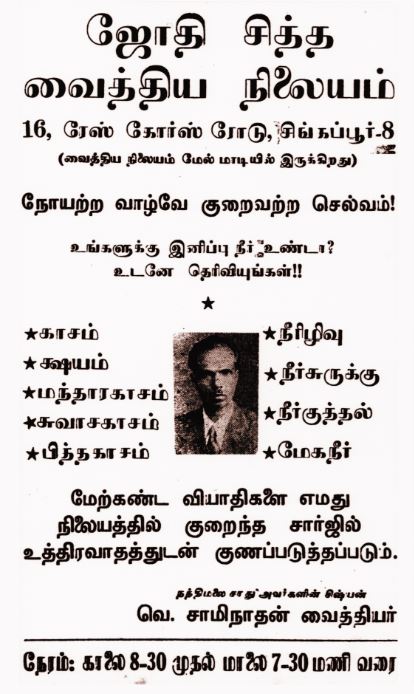 ஜோதி சித்த
வைத்திய நிலையம்
16, ரேஸ் கோர்ஸ் ரோடு, சிங்கப்பூர்-8
(வைத்திய நிலையம் மேல் மாடியில் இருக்கிறது)
நோயற்ற வாழ்வே குறைவற்ற செல்வம்!
உங்களுக்கு இனிப்பு நீர் உண்டா?
உடனே தெரிவியுங்கள்!!
★காசம்
★க்ஷயம்
★மந்தாரகாசம்
★சுவாசகாசம்
★பித்தகாசம்
★நீரிழிவு
★நீர்சுருக்கு
★நீர்குத்தல்
★மேகநீர்
மேற்கண்ட வியாதிகளை எமது
நிலையத்தில் குறைந்த சார்ஜில்
உத்திரவாதத்துடன் குணப்படுத்தப்படும்.
நத்திமலை சாது அவர்களின் சிஷ்யன்
வெ. சாமிநாதன் வைத்தியர்
நேரம்: காலை 8-30 முதல் மாலை 7-30 மணி வரை